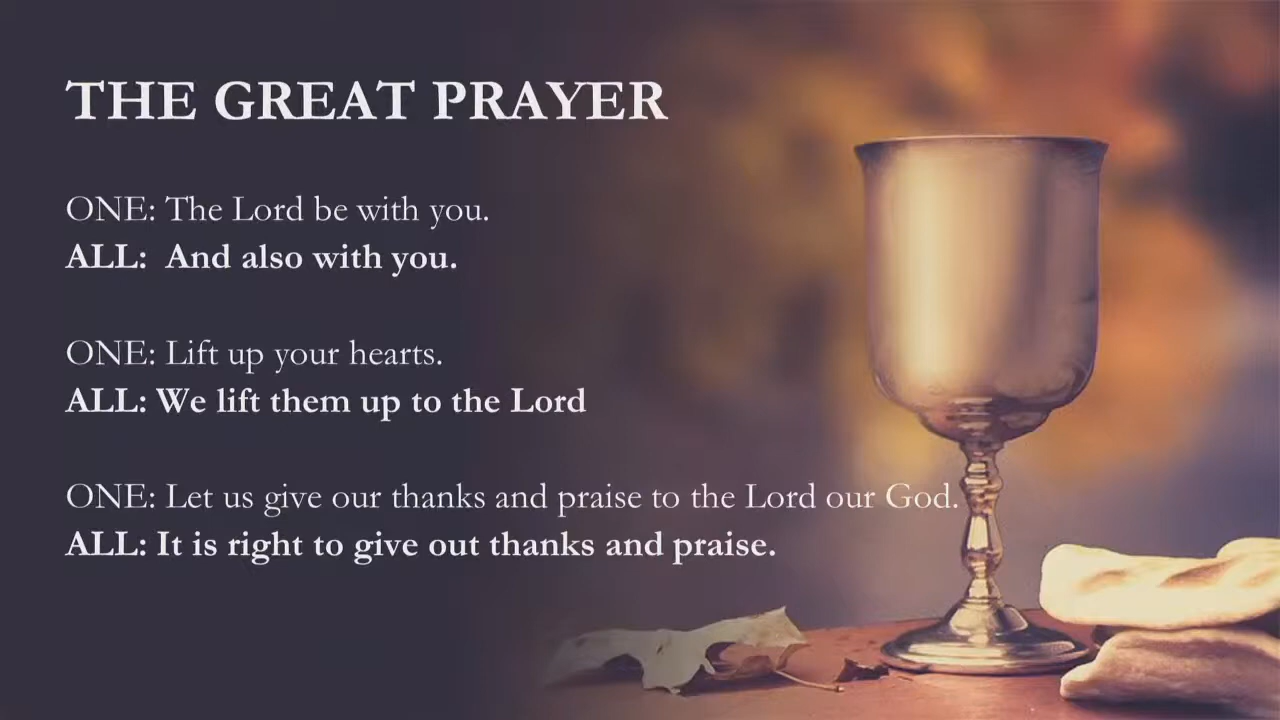 THE GREAT PRAYER
ONE: The Lord be with you.
ALL:  And also with you.
ONE: Lift up your hearts.
ALL: We lift them up to the Lord
ONE: Let us give our thanks and praise to the Lord our God.
ALL: It is right to give out thanks and praise.